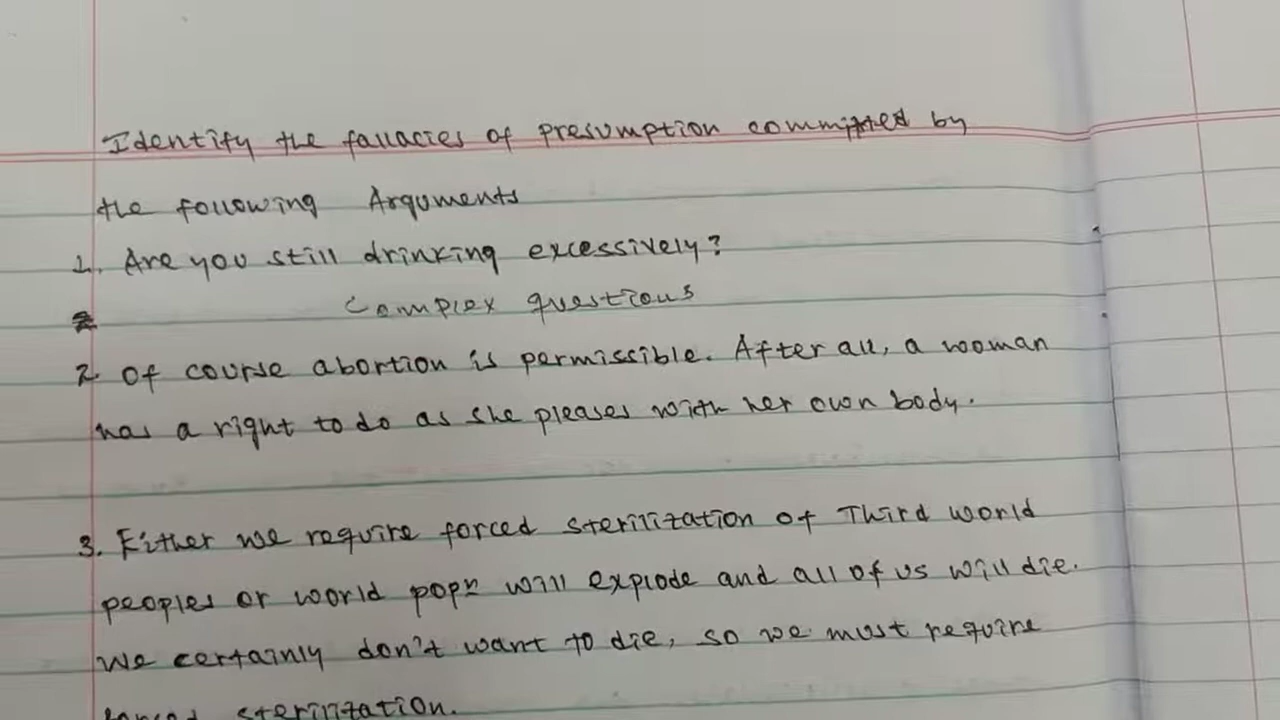 Identify the fallacies of presumption committed by
the following Arguments
1. Are you still drinking excessively?
Complex questions
2 Of course abortion is permissible. After all, a woman
has a right to do as she pleases with her own body.
3. Either we require forced sterilization of Third World
peoples or world popn will explode and all of us will die.
We certainly don't want to die, so we must require
forced sterilization.